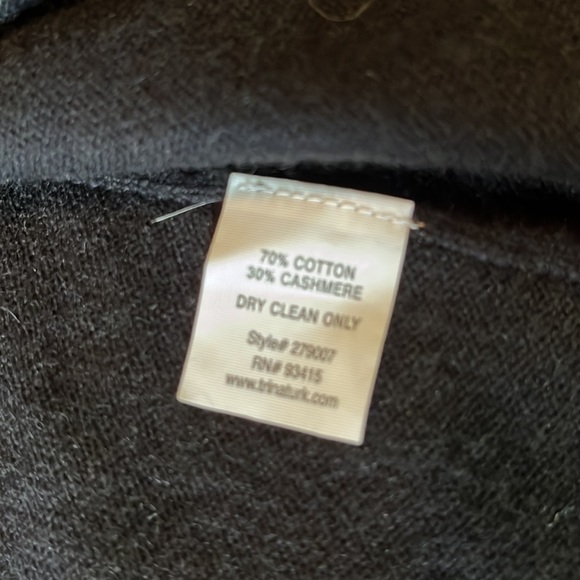 70% COTTON
30% CASHMERE
DRY CLEAN ONLY
Style# 279007
RN# 93415
www.trinaturk.com